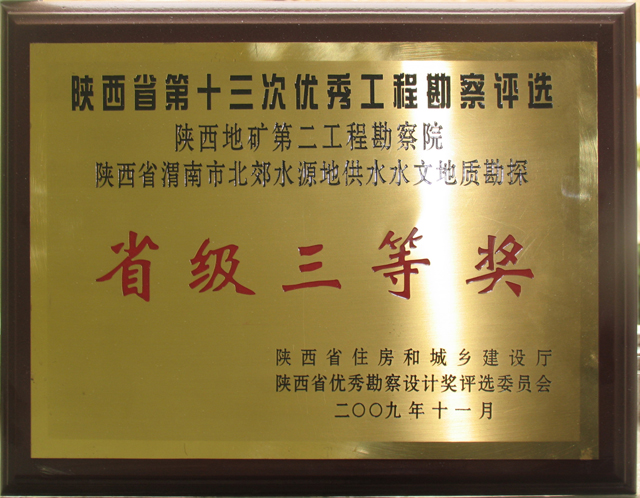 陕西省第十三次优秀工程勘察评选
陕西地矿第二工程勘察院
陕西省渭南市北郊水源地供水水文地质勘探
省级三等奖
陕西省住房和城乡建设厅
陕西省优秀勘察设计奖评选委员会
二〇〇九年十一月